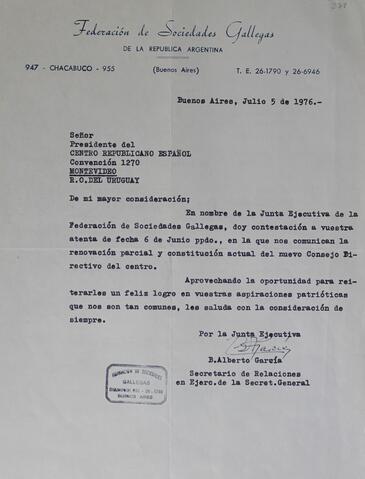 Federación de Sociedades Gallegas
DE LA REPUBLICA ARGENTINA
947 - CHACABUCO - 955
(Buenos Aires)
T. E. 26-1790 y 26-6946
Buenos Aires, Julio 5 de 1976.-
Señor
Presidente del
CENTRO REPUBLICANO ESPAÑOL
Convención 1270
MONTEVIDEO
R.O.DEL URUGUAY
De mi mayor consideración;
En nombre de la Junta Ejecutiva de la
Federación de Sociedades Gallegas, doy contestación a vuestra
atenta de fecha 6 de Junio ppdo., en la que nos comunican la
renovación parcial y constitución actual del nuevo Consejo Di-
rectivo del centro.
Aprovechando la oportunidad para rei-
terarles un feliz logro en vuestras aspiraciones patrióticas
que nos son tan comunes, les saluda con la consideración de
siempre.
Por la Junta Ejecutiva
B.Alberto García
Secretario de Relaciones
en Ejerc.de la Secret.General
FEDERACION DE SOCIEDADES
GALLEGAS
BUENOS AIRES